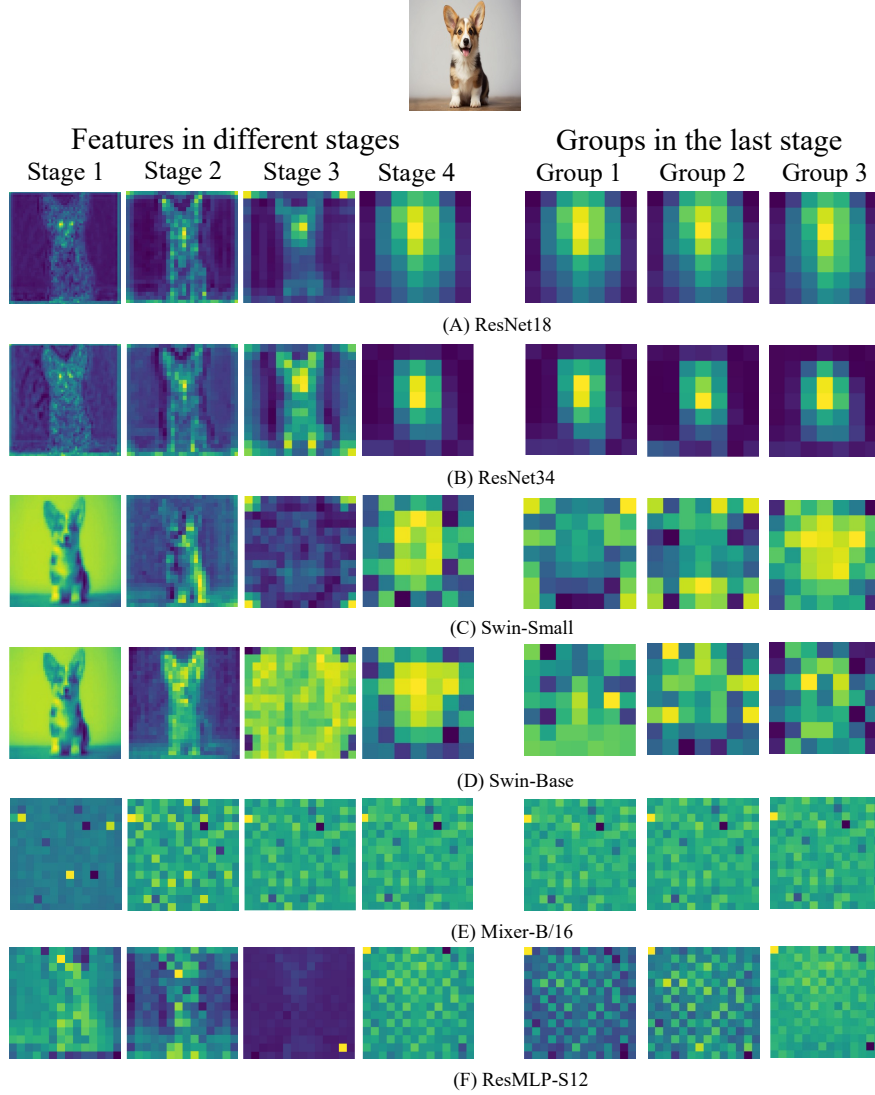 Features in different stages
Groups in the last stage
Stage 1 Stage 2 Stage 3 Stage 4 Group 1 Group 2 Group 3
(A) ResNet18
(B) ResNet34
(C) Swin-Small
(D) Swin-Base
(E) Mixer-B/16
(F) ResMLP-S12